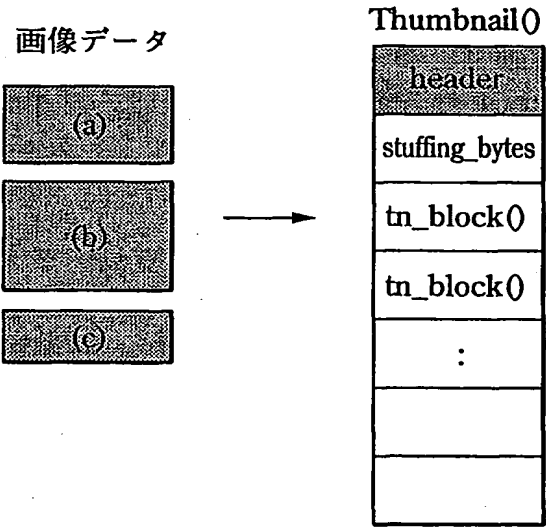 画像データ
(a)
(b)
(c)
Thumbnail()
header
stuffing_bytes
tn_block()
tn_block()
: